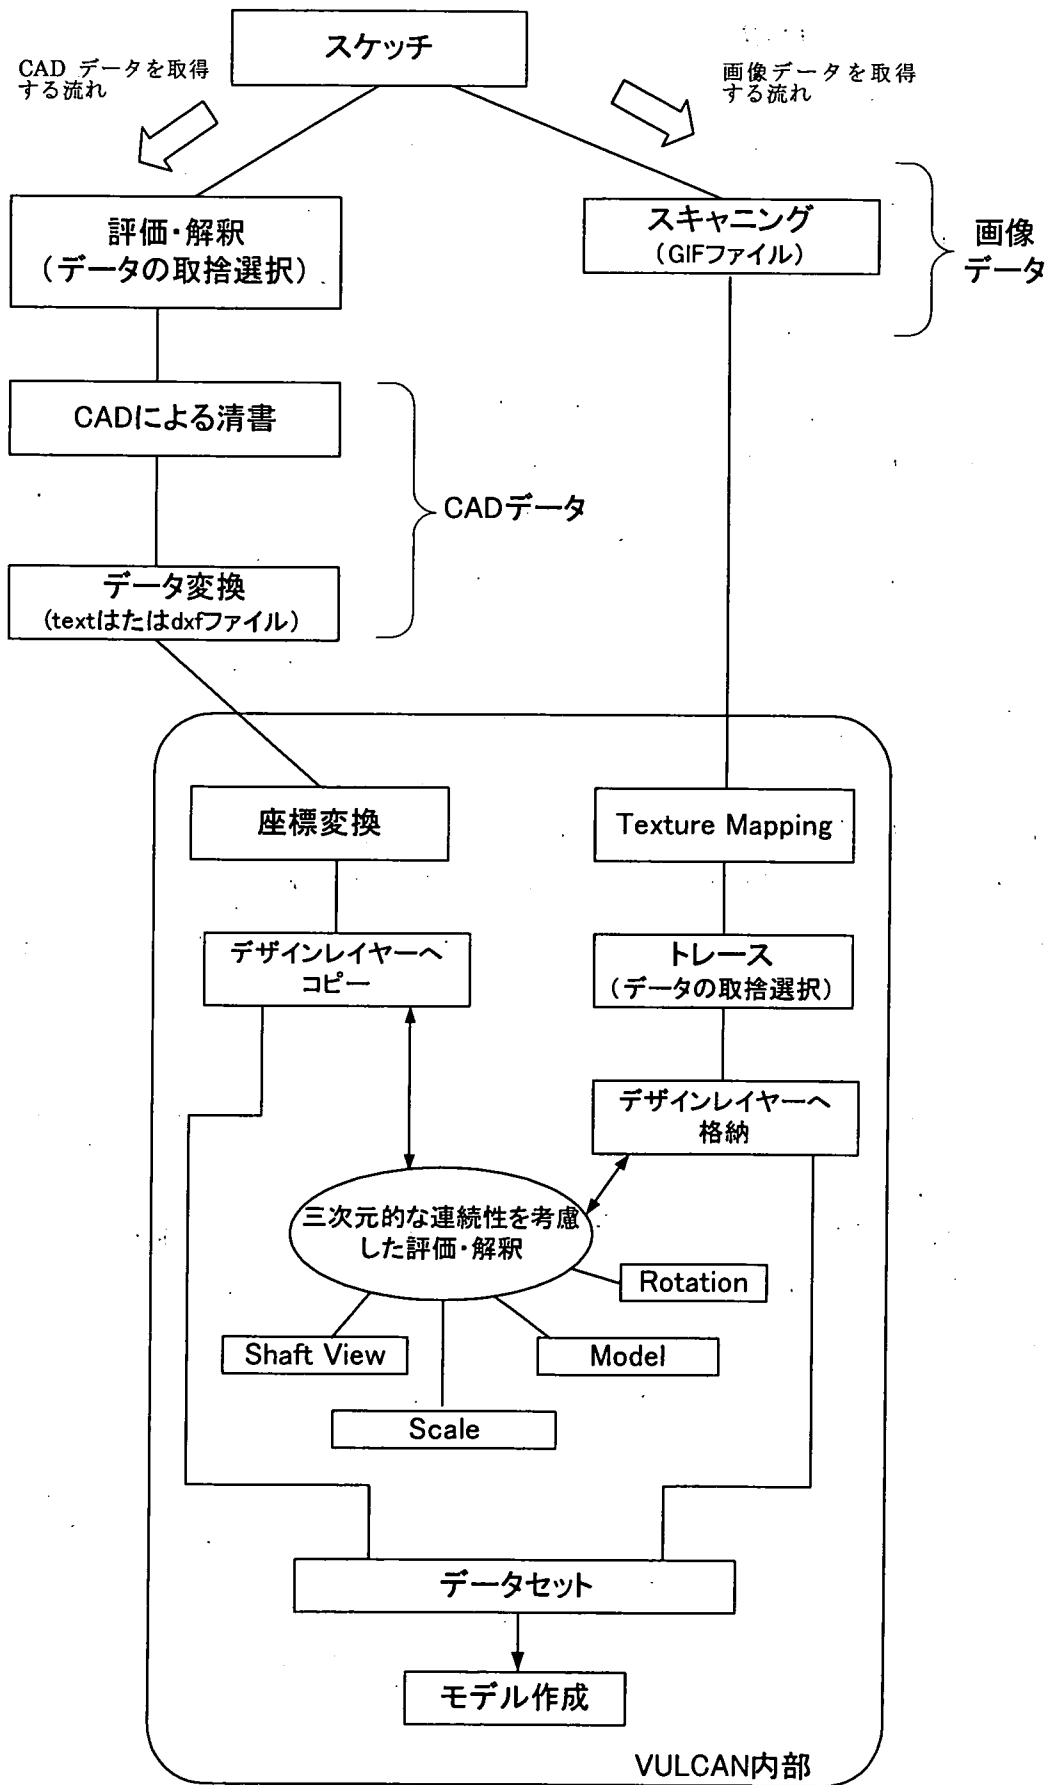 スケッチ
CAD データを取得
する流れ
画像データを取得
する流れ
評価・解釈
(データの取捨選択)
スキャニング
(GIFファイル)
画像
データ
CADによる清書
CADデータ
データ変換
(textはたはdxfファイル)
座標変換
Texture Mapping
デザインレイヤーへ
コピー
トレース
(データの取捨選択)
デザインレイヤーへ
格納
三次元的な連続性を考慮
した評価・解釈
Rotation
Shaft View
Model
Scale
データセット
モデル作成
VULCAN内部